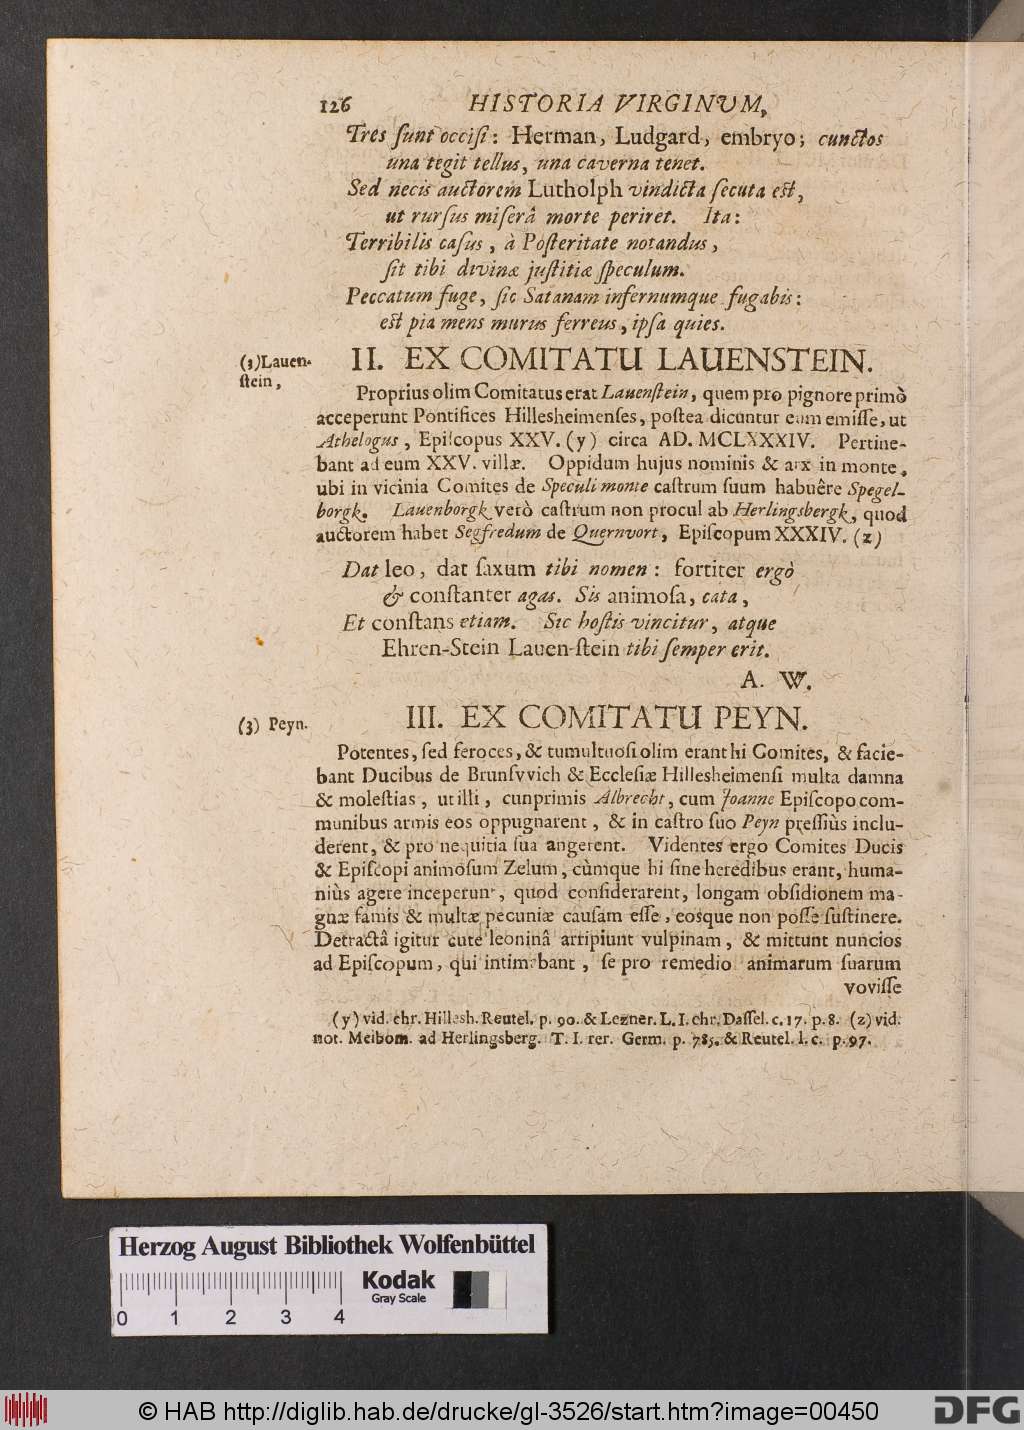 126 HISTORIA VIRGINUM,
Tres ſunt occiſi: Herman, Ludgard, embryo; cunctos
una tegit tellus, una caverna tenet.
Sed necis auctorem Lutholph vindicta ſecuta eſt,
ut rurſus miſerâ morte periret. Ita:
Terribilis caſus, à Poſteritate notandus,
ſit tibi divinæ juſtitiæ ſpeculum.
Peccatum fuge, ſic Satanam infernumque fugabis:
eſt pia mens murus ferreus, ipſa quies.
(3) Lauen-
ſtein,
II. EX COMITATU LAUENSTEIN.
Proprius olim Comitatus erat Lauenſtein, quem pro pignore primò
acceperunt Pontifices Hillesheimenſes, poſtea dicuntur eum emiſſe, ut
Athelogus, Epiſcopus XXV. (y) circa AD. MCLXXXIV. Pertine-
bant ad eum XXV. villæ. Oppidum hujus nominis & arx in monte,
ubi in vicinia Comites de Speculi monte caſtrum ſuum habuêre Spegel-
borgk. Lauenborgk verò caſtrum non procul ab Herlingsbergk, quod
auctorem habet Segfredum de Quernvort, Epiſcopum XXXIV. (z)
Dat leo, dat ſaxum tibi nomen: fortiter ergò
& conſtanter agas. Sis animoſa, cata,
Et conſtans etiam. Sic hoſtis vincitur, atque
Ehren-Stein Lauen-ſtein tibi ſemper erit.
A. W.
(3) Peyn.
III. EX COMITATU PEYN.
Potentes, ſed feroces, & tumultuoſi olim erant hi Comites, & facie-
bant Ducibus de Brunſvvich & Eccleſiæ Hillesheimenſi multa damna
& moleſtias, ut illi, cunprimis Albrecht, cum Joanne Epiſcopo com-
munibus armis eos oppugnarent, & in caſtro ſuo Peyn preſſiùs inclu-
derent, & pro nequitia ſua angerent. Videntes ergo Comites Ducis
& Epiſcopi animoſum Zelum, cùmque hi ſine heredibus erant, huma-
niùs agere inceperunt, quod conſiderarent, longam obſidionem ma-
gnæ famis & multæ pecuniæ cauſam eſſe, eosque non poſſe ſuſtinere.
Detractâ igitur cute leoninâ arripiunt vulpinam, & mittunt nuncios
ad Epiſcopum, qui intimabant, ſe pro remedio animarum ſuarum
voviſſe
(y) vid. chr. Hillesh. Reutel. p. 90. & Lezner. L. I. chr. Daſſel. c. 17. p. 8. (z) vid.
not. Meibom. ad Herlingsberg. T. I. rer. Germ. p. 785. & Reutel. l. c. p. 97.
Herzog August Bibliothek Wolfenbüttel
Kodak
Gray Scale
0 1 2 3 4
© HAB http://diglib.hab.de/drucke/gl-3526/start.htm?image=00450
DFG